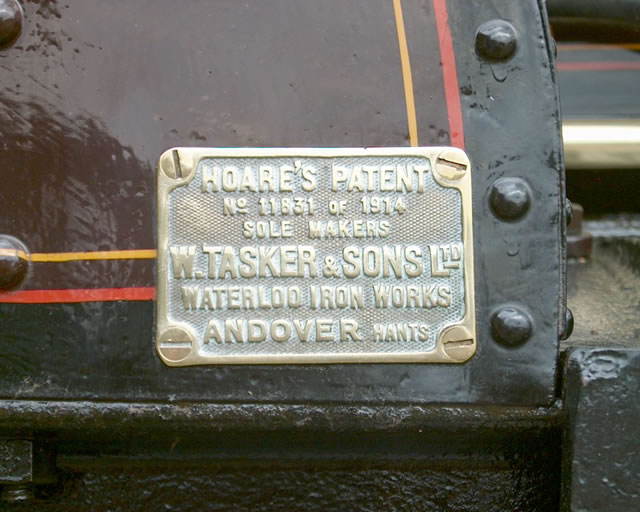 HOARE'S PATENT
No 11831 OF 1914
SOLE MAKERS
W. TASKER & SONS LTD
WATERLOO IRON WORKS
ANDOVER HANTS